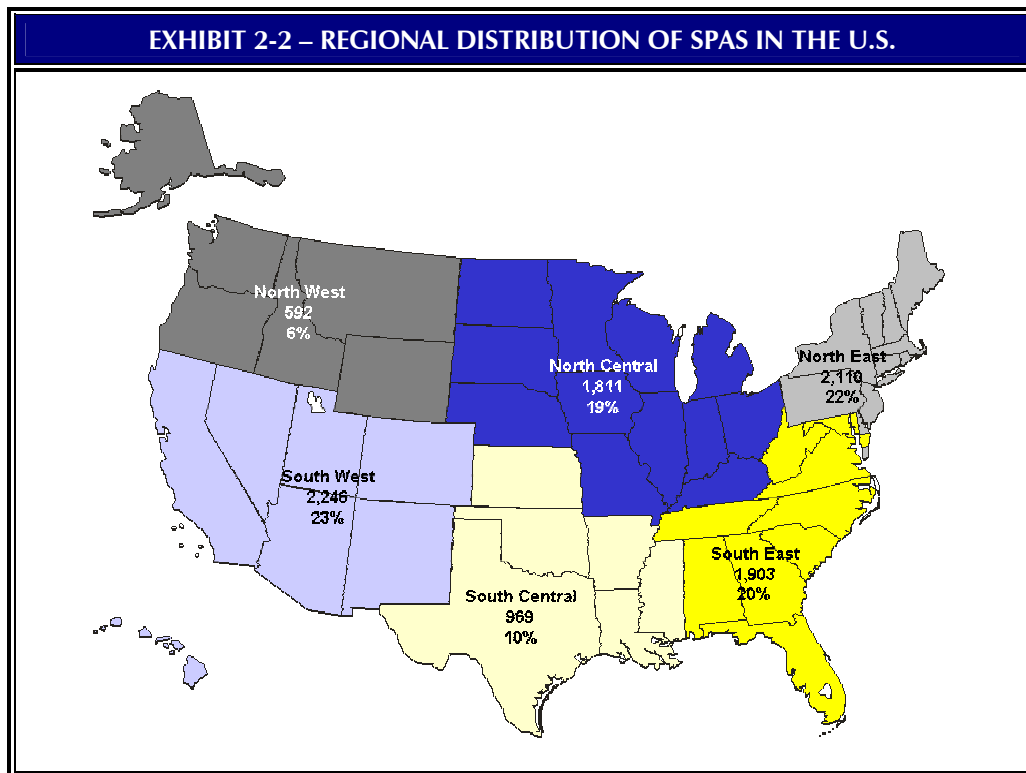 EXHIBIT 2-2 – REGIONAL DISTRIBUTION OF SPAS IN THE U.S.
North West
592
6%
North Central
1,811
19%
North East
2,110
22%
South West
2,246
23%
South Central
969
10%
South East
1,903
20%